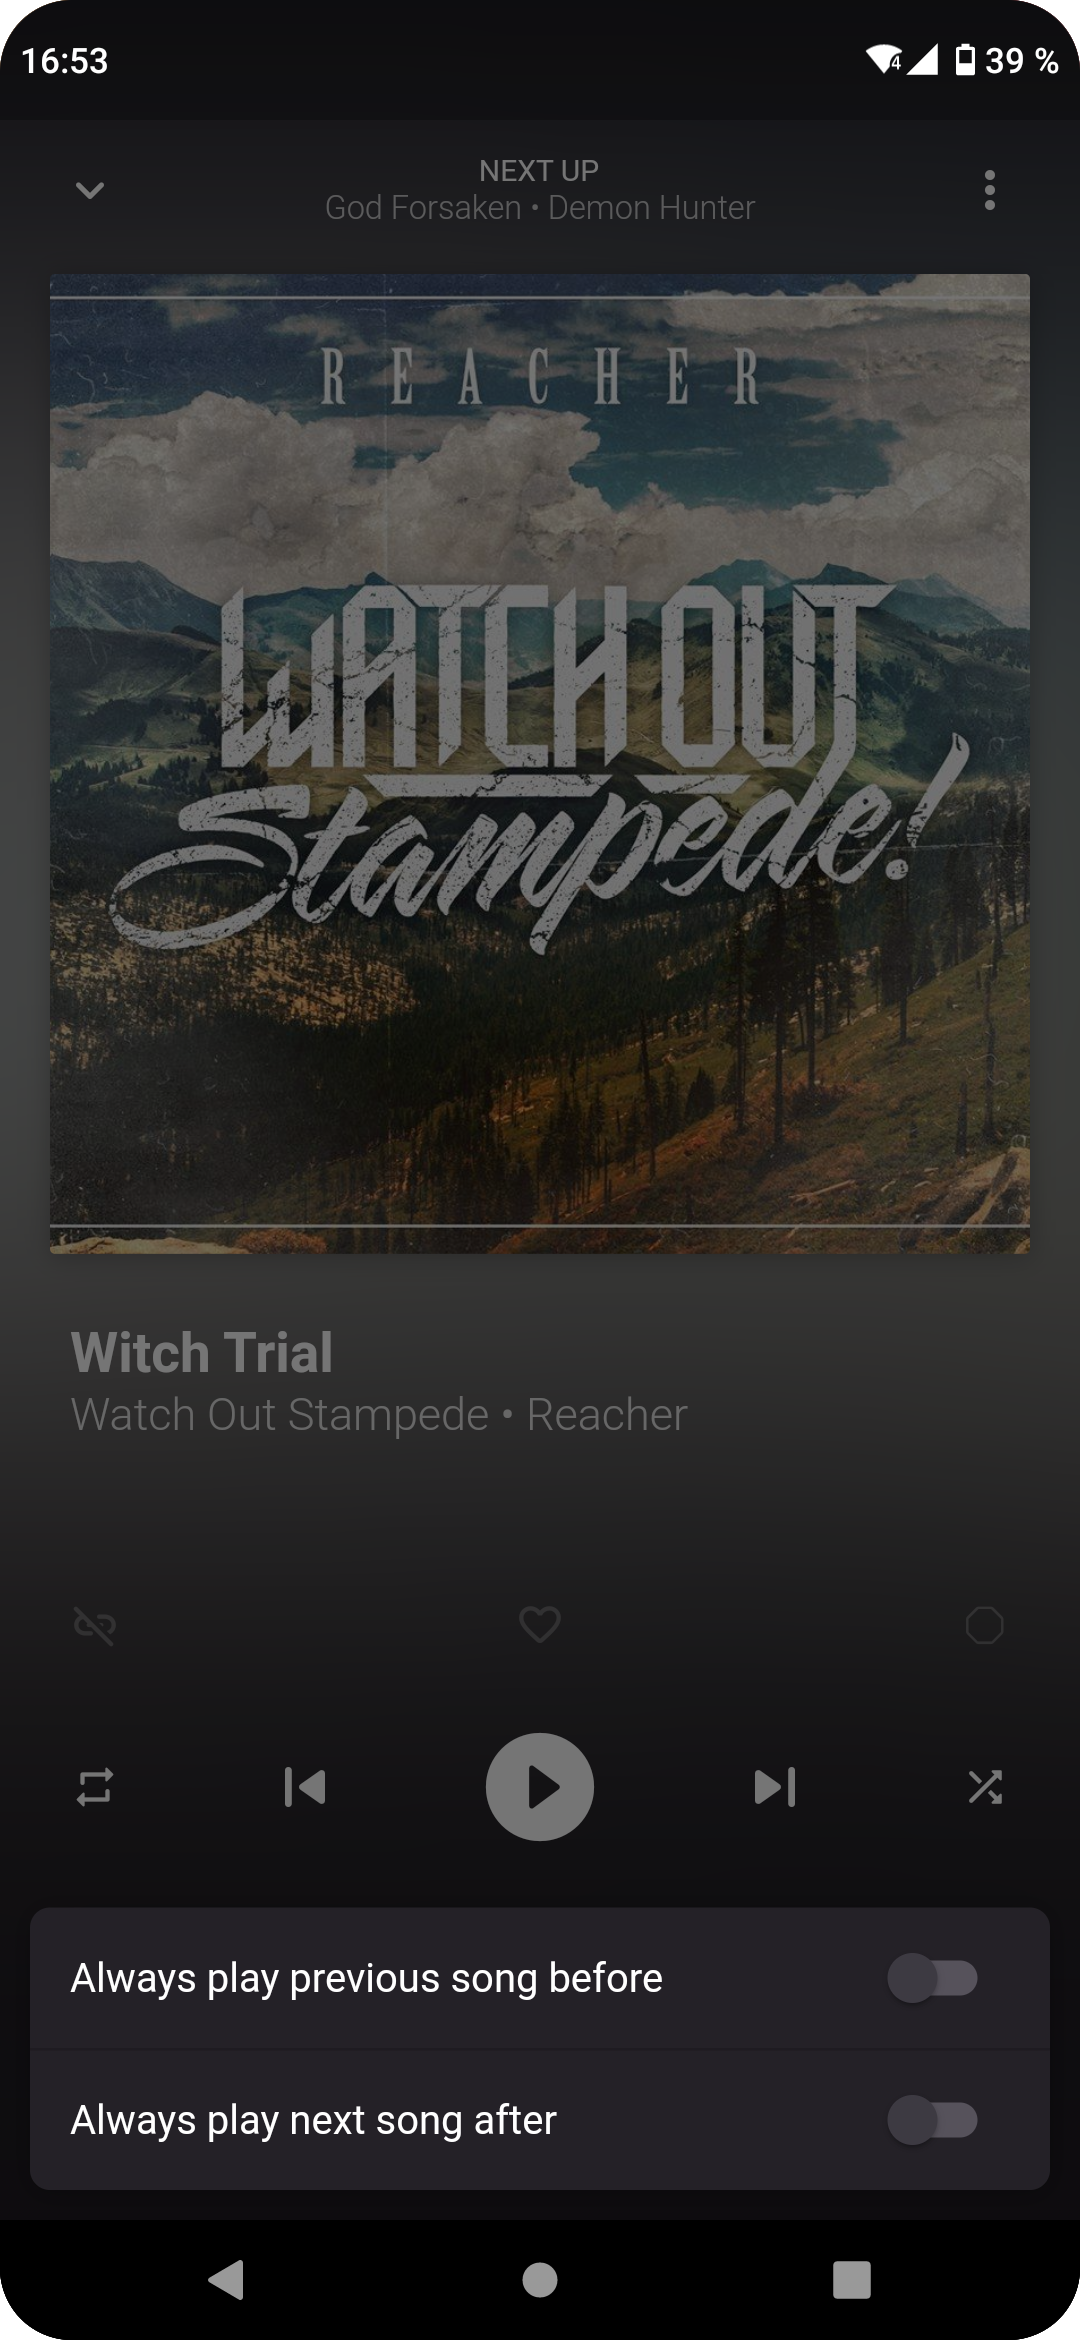 16:53
4
39 %
NEXT UP
God Forsaken • Demon Hunter
REACHER
WATCH OUT
Stampede!
Witch Trial
Watch Out Stampede • Reacher
Always play previous song before
Always play next song after